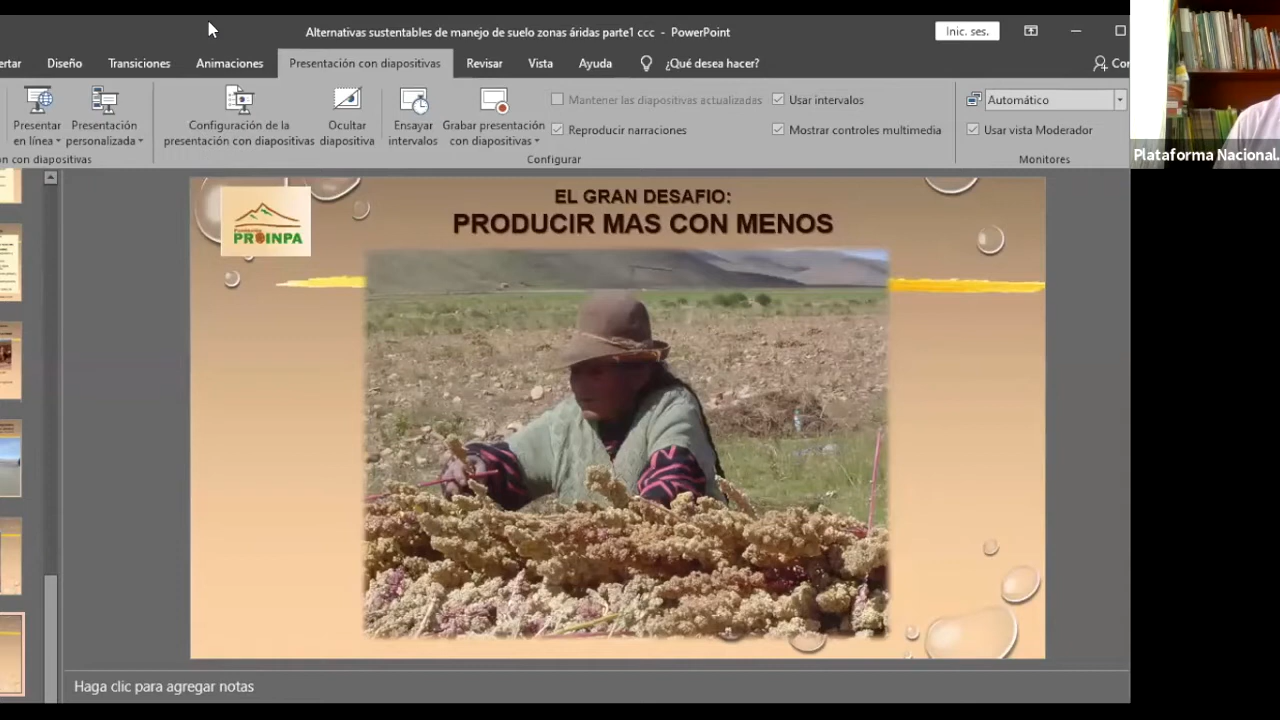 Alternativas sustentables de manejo de suelo zonas áridas parte1 ccc - PowerPoint
Inic. ses.
Diseño
Transiciones
Animaciones
Presentación con diapositivas
Revisar
Vista
Ayuda
¿Qué desea hacer?
Presentar
en línea
Presentación
personalizada
Configuración de la
presentación con diapositivas
Ocultar
diapositiva
Ensayar
intervalos
Grabar presentación
con diapositivas
Mantener las diapositivas actualizadas
Reproducir narraciones
Usar intervalos
Mostrar controles multimedia
Automático
Usar vista Moderador
con diapositivas
Configurar
Monitores
Plataforma Nacional.
EL GRAN DESAFIO:
PRODUCIR MAS CON MENOS
Fundación
PROINPA
Haga clic para agregar notas